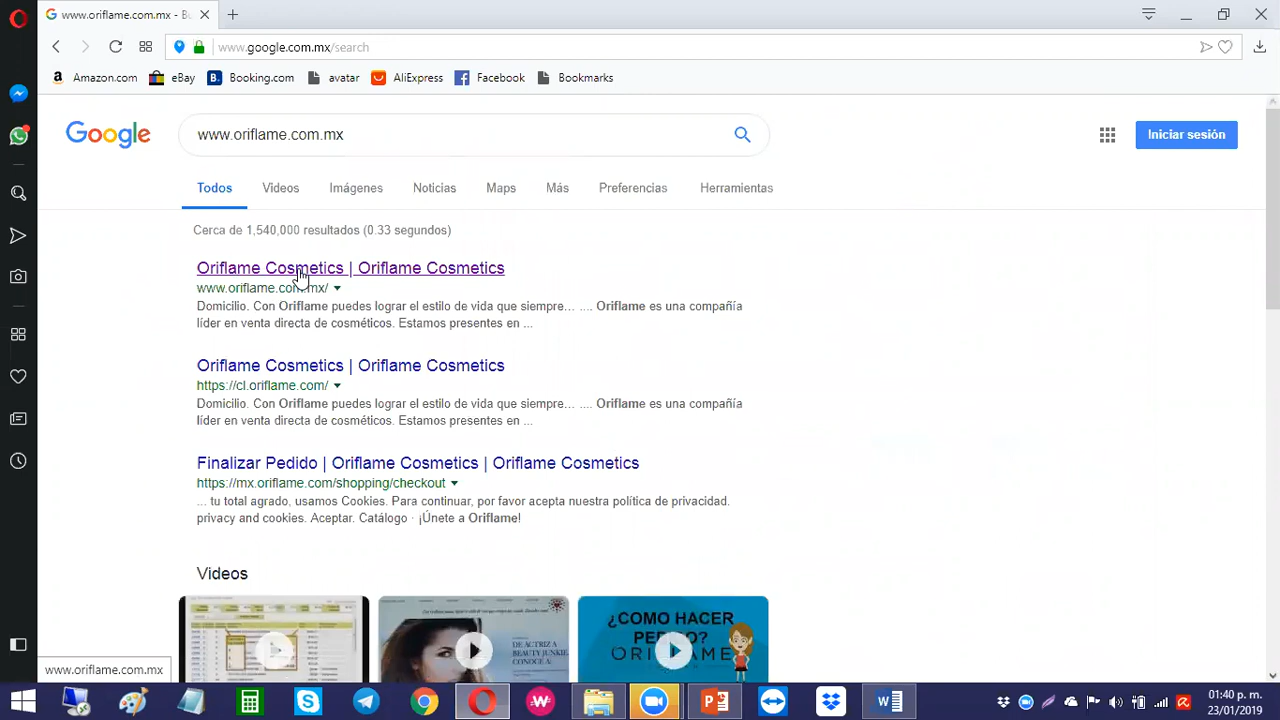 www.oriflame.com.mx - Bu
www.google.com.mx/search
Amazon.com eBay Booking.com avatar AliExpress Facebook Bookmarks
Google www.oriflame.com.mx Iniciar sesión
Todos Videos Imágenes Noticias Maps Más Preferencias Herramientas
Cerca de 1,540,000 resultados (0.33 segundos)
Oriflame Cosmetics | Oriflame Cosmetics
www.oriflame.com.mx/
Domicilio. Con Oriflame puedes lograr el estilo de vida que siempre... .... Oriflame es una compañía
líder en venta directa de cosméticos. Estamos presentes en ...
Oriflame Cosmetics | Oriflame Cosmetics
https://cl.oriflame.com/
Domicilio. Con Oriflame puedes lograr el estilo de vida que siempre... .... Oriflame es una compañía
líder en venta directa de cosméticos. Estamos presentes en ...
Finalizar Pedido | Oriflame Cosmetics | Oriflame Cosmetics
https://mx.oriflame.com/shopping/checkout
... tu total agrado, usamos Cookies. Para continuar, por favor acepta nuestra política de privacidad.
privacy and cookies. Aceptar. Catálogo · ¡Únete a Oriflame!
Videos
DE ACTRIZ A
BEAUTY JUNKIE.
CONOCE A
¿COMO HACER
PEDIDO?
ORIFLAME
www.oriflame.com.mx
01:40 p. m.
23/01/2019